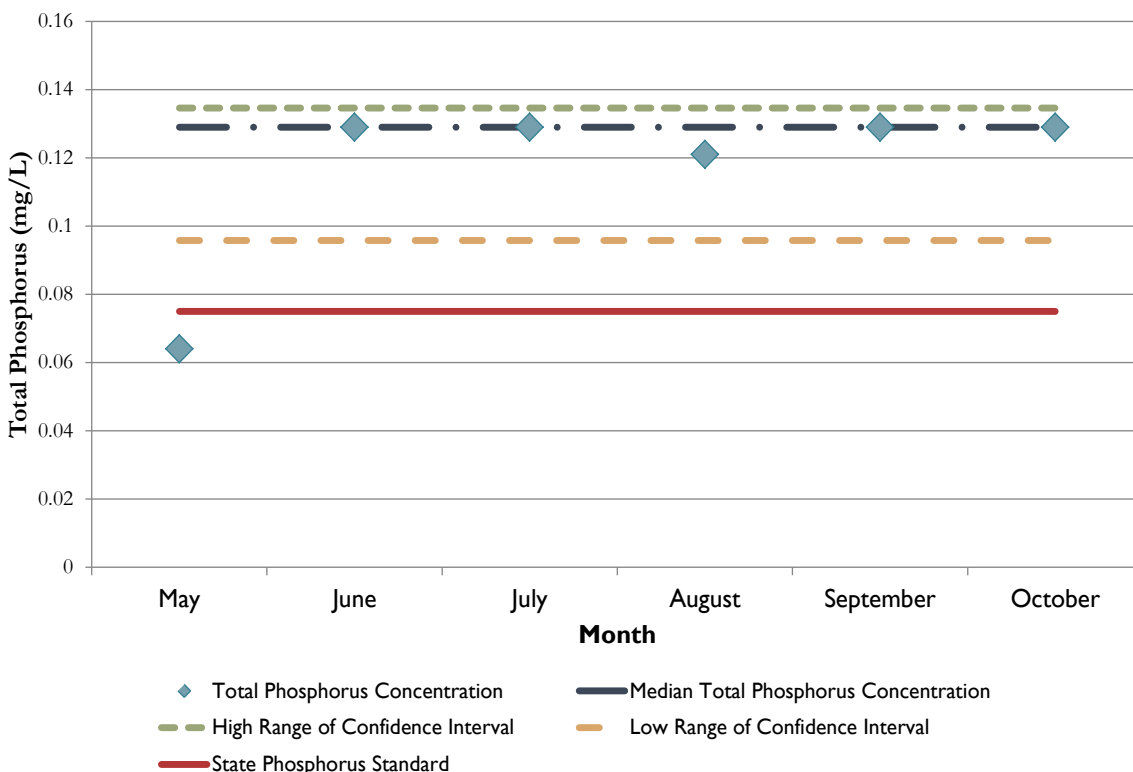 0.16
0.14
0.12
0.1
0.08
0.06
0.04
0.02
0
Total Phosphorus (mg/L)
May June July August September October
Month
Total Phosphorus Concentration Median Total Phosphorus Concentration
High Range of Confidence Interval Low Range of Confidence Interval
State Phosphorus Standard